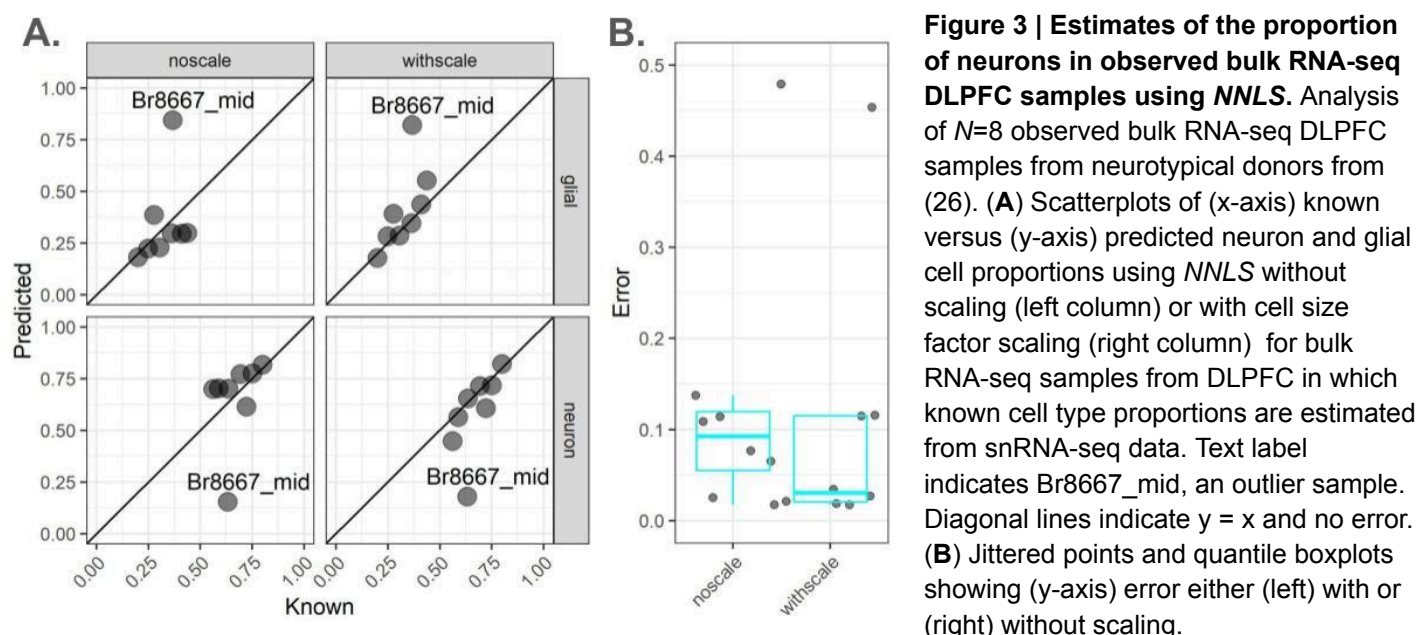 A.
noscale
withscale
1.00
0.75
0.50
0.25
0.00
Br8667_mid
Br8667_mid
glial
1.00
0.75
0.50
0.25
0.00
Br8667_mid
Br8667_mid
neuron
Predicted
0.00
0.25
0.50
0.75
1.00
0.00
0.25
0.50
0.75
1.00
Known
B.
0.5
0.4
0.3
0.2
0.1
0.0
Error
noscale
withscale
Figure 3 | Estimates of the proportion
of neurons in observed bulk RNA-seq
DLPFC samples using NNLS. Analysis
of N=8 observed bulk RNA-seq DLPFC
samples from neurotypical donors from
(26). (A) Scatterplots of (x-axis) known
versus (y-axis) predicted neuron and glial
cell proportions using NNLS without
scaling (left column) or with cell size
factor scaling (right column) for bulk
RNA-seq samples from DLPFC in which
known cell type proportions are estimated
from snRNA-seq data. Text label
indicates Br8667_mid, an outlier sample.
Diagonal lines indicate y = x and no error.
(B) Jittered points and quantile boxplots
showing (y-axis) error either (left) with or
(right) without scaling.